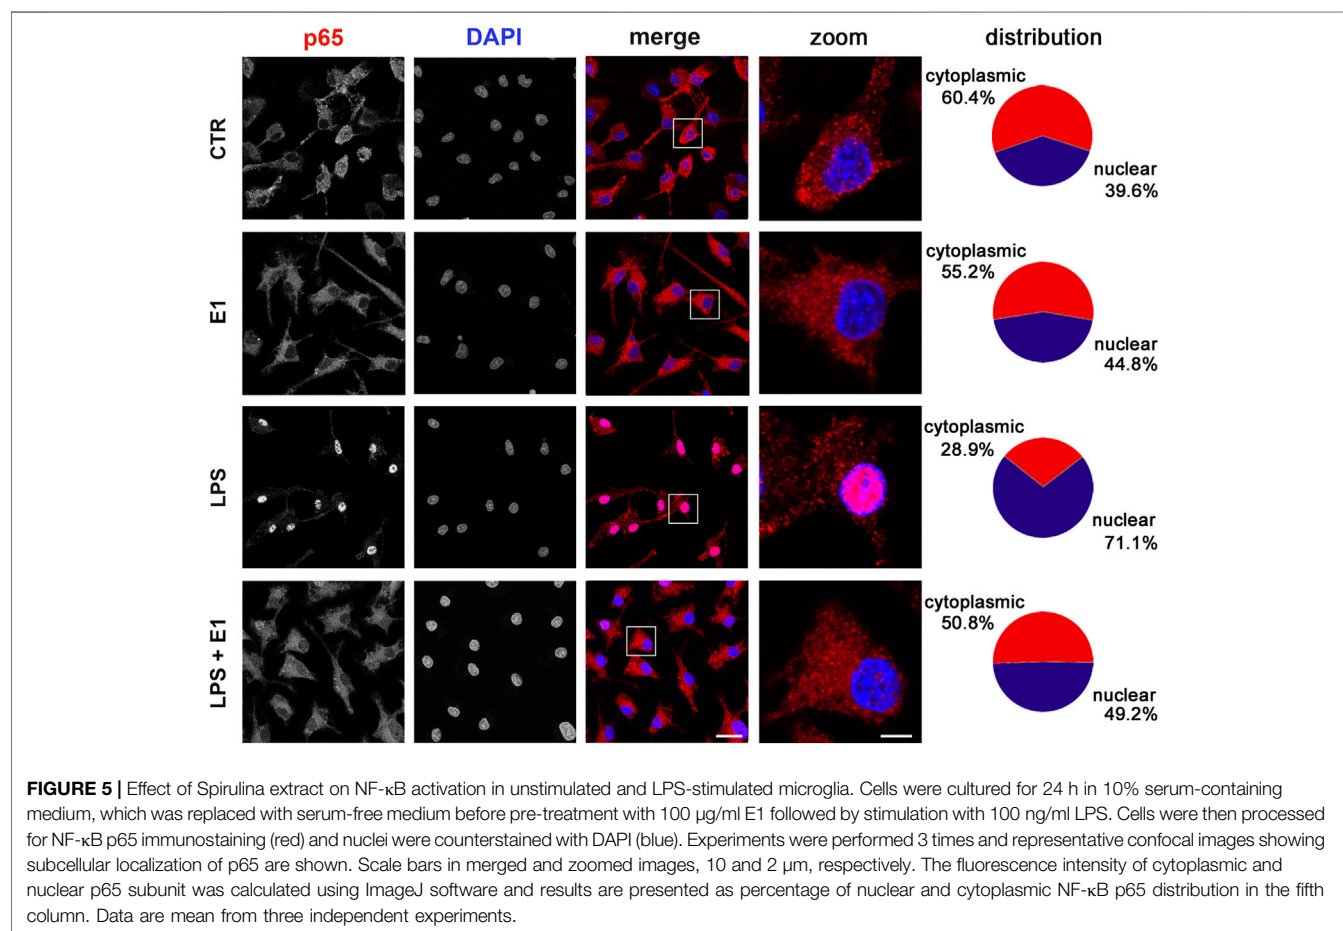 p65 DAPI merge zoom distribution
CTR
cytoplasmic
60.4%
nuclear
39.6%
E1
cytoplasmic
55.2%
nuclear
44.8%
LPS
cytoplasmic
28.9%
nuclear
71.1%
LPS + E1
cytoplasmic
50.8%
nuclear
49.2%
FIGURE 5 | Effect of Spirulina extract on NF-κB activation in unstimulated and LPS-stimulated microglia. Cells were cultured for 24 h in 10% serum-containing
medium, which was replaced with serum-free medium before pre-treatment with 100 μg/ml E1 followed by stimulation with 100 ng/ml LPS. Cells were then processed
for NF-κB p65 immunostaining (red) and nuclei were counterstained with DAPI (blue). Experiments were performed 3 times and representative confocal images showing
subcellular localization of p65 are shown. Scale bars in merged and zoomed images, 10 and 2 μm, respectively. The fluorescence intensity of cytoplasmic and
nuclear p65 subunit was calculated using ImageJ software and results are presented as percentage of nuclear and cytoplasmic NF-κB p65 distribution in the fifth
column. Data are mean from three independent experiments.